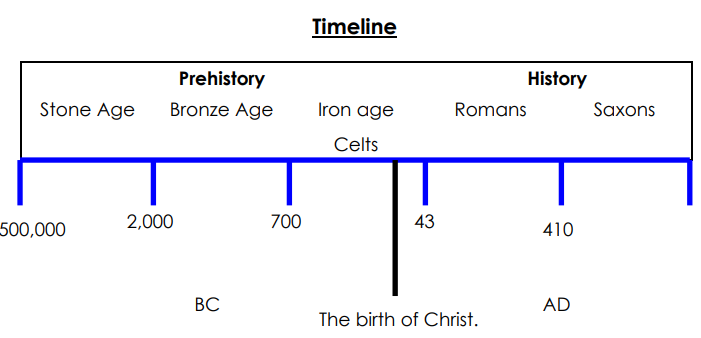 Timeline
Prehistory History
Stone Age Bronze Age Iron age Romans Saxons
Celts
500,000 2,000 700 43 410
BC AD
The birth of Christ.